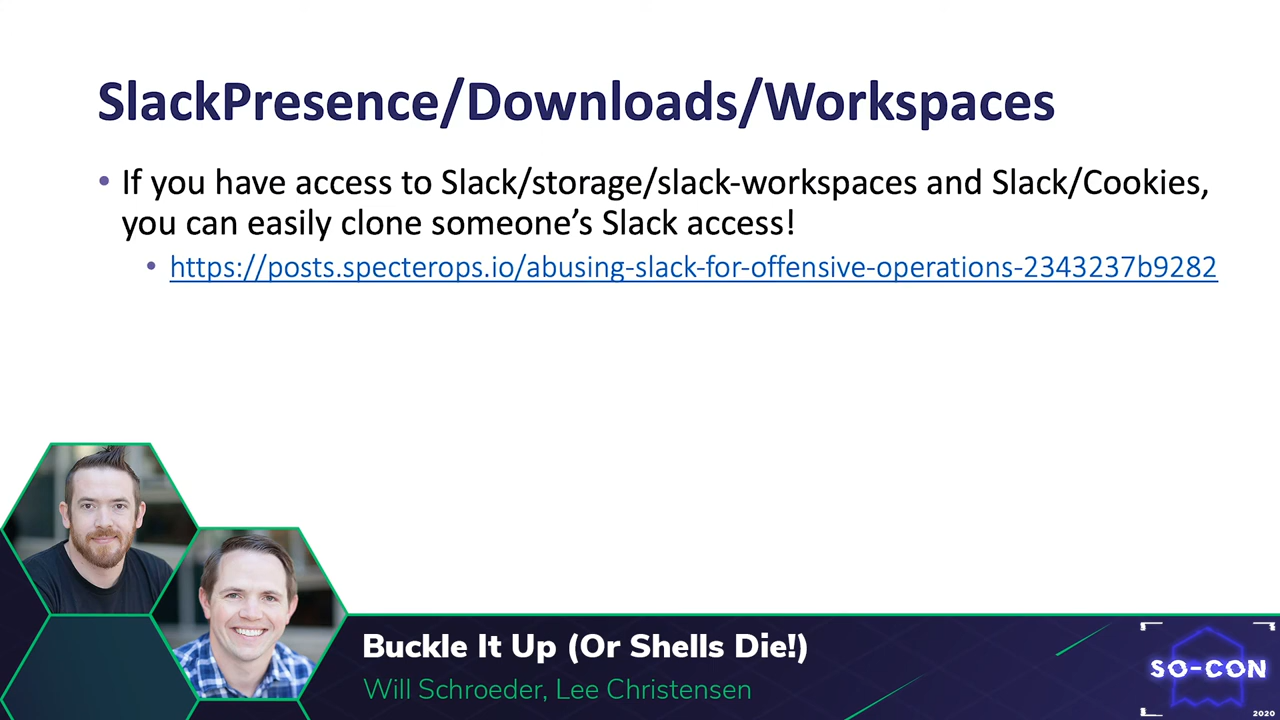 SlackPresence/Downloads/Workspaces
• If you have access to Slack/storage/slack-workspaces and Slack/Cookies,
you can easily clone someone’s Slack access!
• https://posts.specterops.io/abusing-slack-for-offensive-operations-2343237b9282
Buckle It Up (Or Shells Die!)
Will Schroeder, Lee Christensen
SO-CON
2020